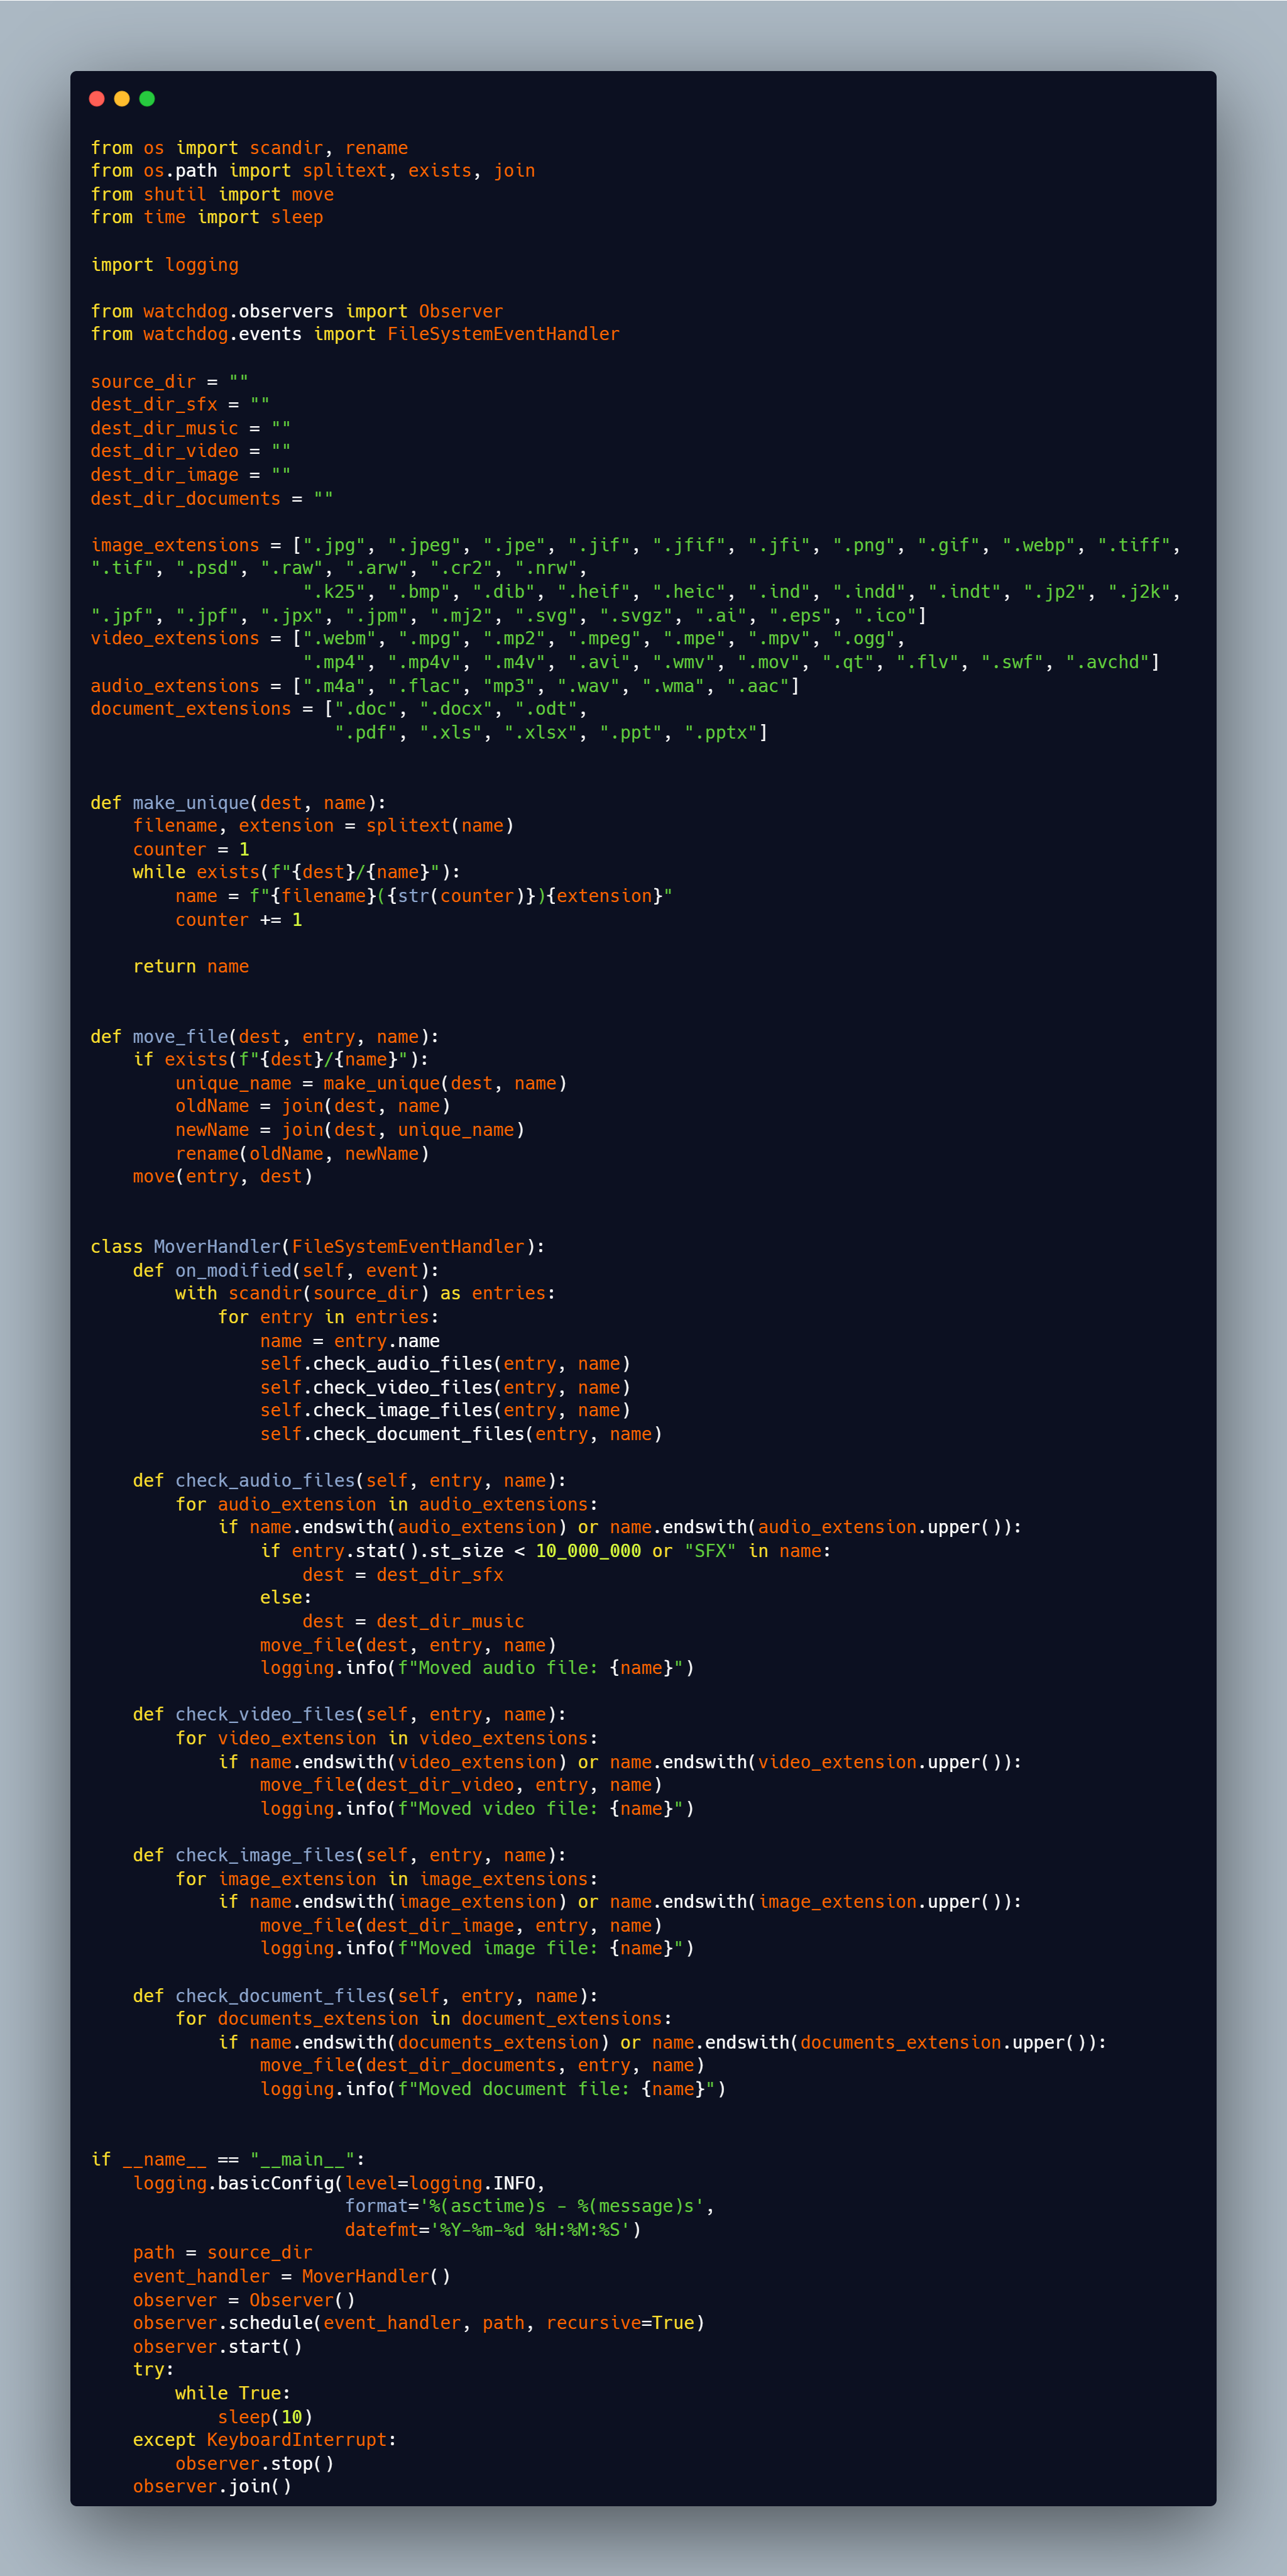 from os import scandir, rename
from os.path import splitext, exists, join
from shutil import move
from time import sleep

import logging

from watchdog.observers import Observer
from watchdog.events import FileSystemEventHandler

source_dir = ""
dest_dir_sfx = ""
dest_dir_music = ""
dest_dir_video = ""
dest_dir_image = ""
dest_dir_documents = ""

image_extensions = [".jpg", ".jpeg", ".jpe", ".jif", ".jfif", ".jfi", ".png", ".gif", ".webp", ".tiff",
".tif", ".psd", ".raw", ".arw", ".cr2", ".nrw",
                    ".k25", ".bmp", ".dib", ".heif", ".heic", ".ind", ".indd", ".indt", ".jp2", ".j2k",
".jpf", ".jpf", ".jpx", ".jpm", ".mj2", ".svg", ".svgz", ".ai", ".eps", ".ico"]
video_extensions = [".webm", ".mpg", ".mp2", ".mpeg", ".mpe", ".mpv", ".ogg",
                    ".mp4", ".mp4v", ".m4v", ".avi", ".wmv", ".mov", ".qt", ".flv", ".swf", ".avchd"]
audio_extensions = [".m4a", ".flac", "mp3", ".wav", ".wma", ".aac"]
document_extensions = [".doc", ".docx", ".odt",
                       ".pdf", ".xls", ".xlsx", ".ppt", ".pptx"]


def make_unique(dest, name):
    filename, extension = splitext(name)
    counter = 1
    while exists(f"{dest}/{name}"):
        name = f"{filename}({str(counter)}){extension}"
        counter += 1

    return name


def move_file(dest, entry, name):
    if exists(f"{dest}/{name}"):
        unique_name = make_unique(dest, name)
        oldName = join(dest, name)
        newName = join(dest, unique_name)
        rename(oldName, newName)
    move(entry, dest)


class MoverHandler(FileSystemEventHandler):
    def on_modified(self, event):
        with scandir(source_dir) as entries:
            for entry in entries:
                name = entry.name
                self.check_audio_files(entry, name)
                self.check_video_files(entry, name)
                self.check_image_files(entry, name)
                self.check_document_files(entry, name)

    def check_audio_files(self, entry, name):
        for audio_extension in audio_extensions:
            if name.endswith(audio_extension) or name.endswith(audio_extension.upper()):
                if entry.stat().st_size < 10_000_000 or "SFX" in name:
                    dest = dest_dir_sfx
                else:
                    dest = dest_dir_music
                move_file(dest, entry, name)
                logging.info(f"Moved audio file: {name}")

    def check_video_files(self, entry, name):
        for video_extension in video_extensions:
            if name.endswith(video_extension) or name.endswith(video_extension.upper()):
                move_file(dest_dir_video, entry, name)
                logging.info(f"Moved video file: {name}")

    def check_image_files(self, entry, name):
        for image_extension in image_extensions:
            if name.endswith(image_extension) or name.endswith(image_extension.upper()):
                move_file(dest_dir_image, entry, name)
                logging.info(f"Moved image file: {name}")

    def check_document_files(self, entry, name):
        for documents_extension in document_extensions:
            if name.endswith(documents_extension) or name.endswith(documents_extension.upper()):
                move_file(dest_dir_documents, entry, name)
                logging.info(f"Moved document file: {name}")


if __name__ == "__main__":
    logging.basicConfig(level=logging.INFO,
                        format='%(asctime)s - %(message)s',
                        datefmt='%Y-%m-%d %H:%M:%S')
    path = source_dir
    event_handler = MoverHandler()
    observer = Observer()
    observer.schedule(event_handler, path, recursive=True)
    observer.start()
    try:
        while True:
            sleep(10)
    except KeyboardInterrupt:
        observer.stop()
    observer.join()